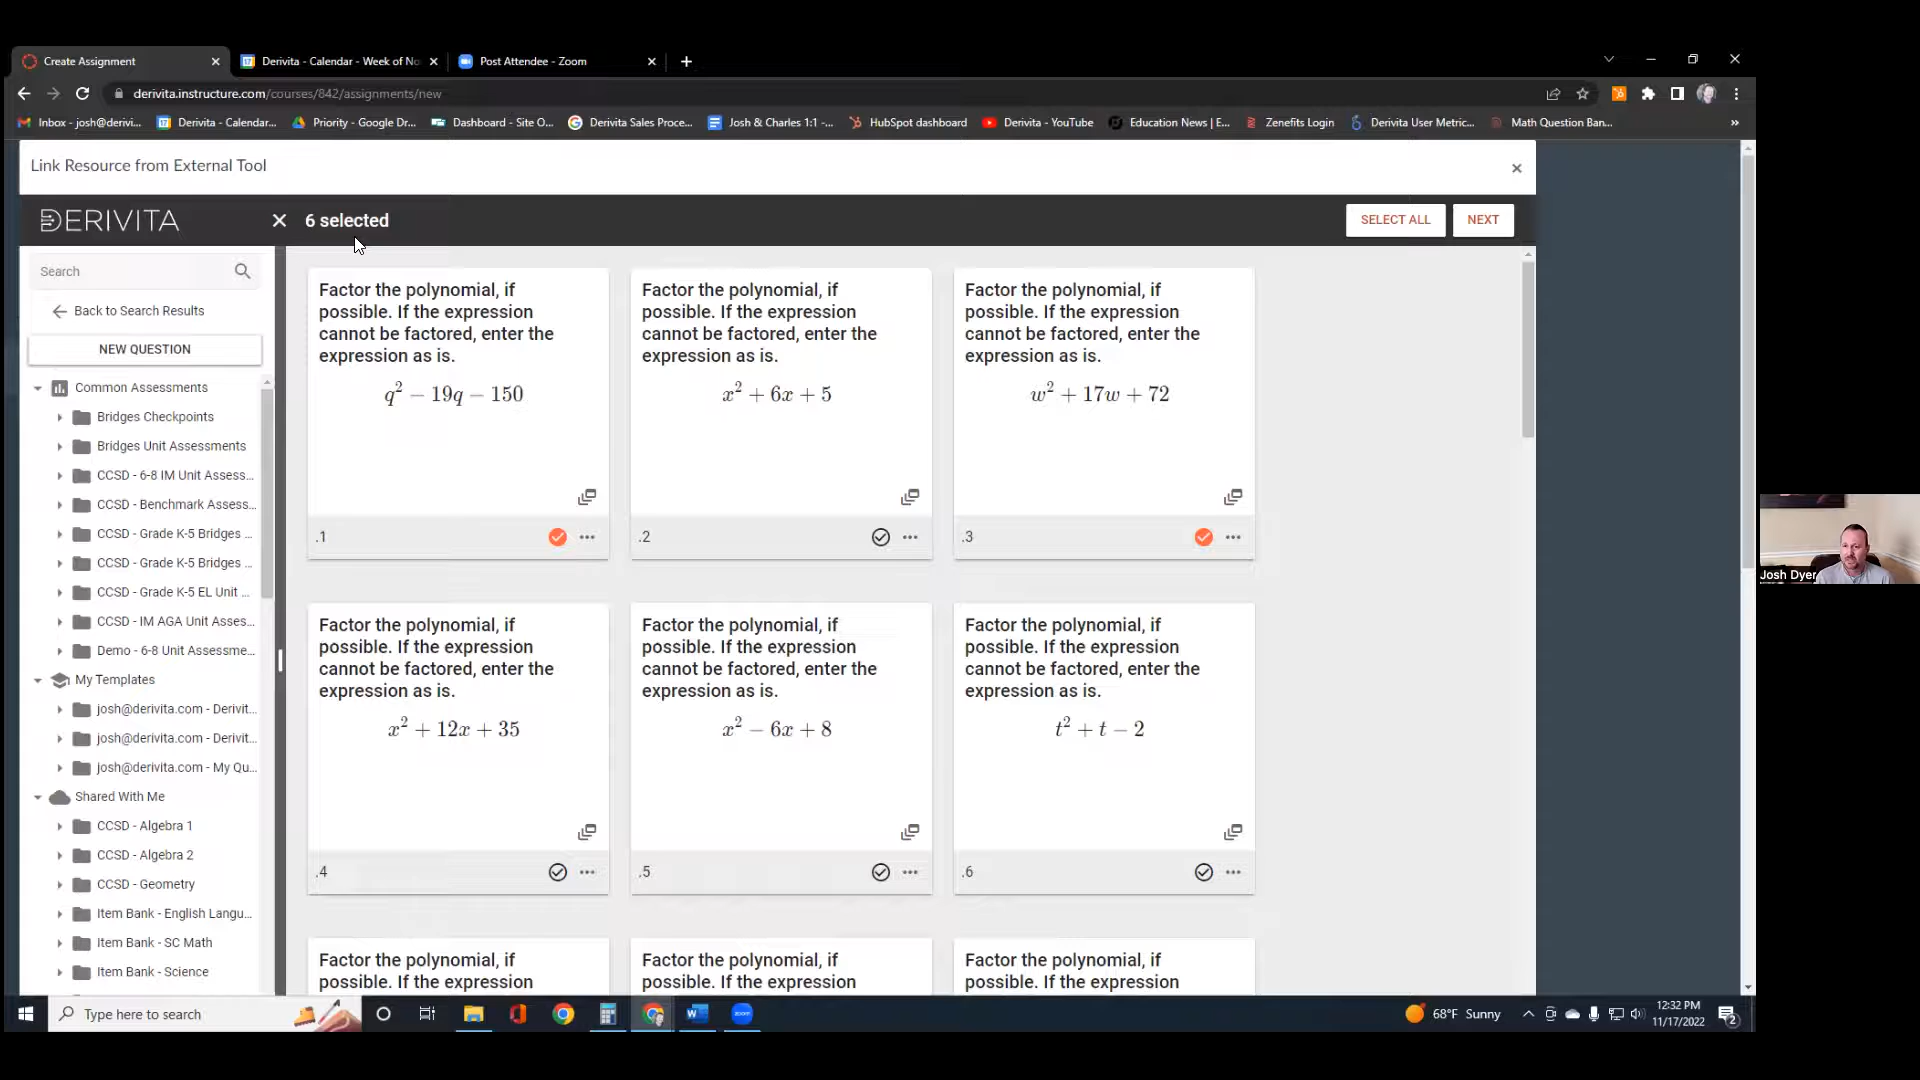 Create Assignment
Derivita - Calendar - Week of No
Post Attendee - Zoom
derivita.instructure.com/courses/842/assignments/new
Inbox - josh@derivi...
Derivita - Calendar...
Priority - Google Dr...
Dashboard - Site O...
Derivita Sales Proce...
Josh & Charles 1:1 -...
HubSpot dashboard
Derivita - YouTube
Education News | E...
Zenefits Login
Derivita User Metric...
Math Question Ban...
Link Resource from External Tool
DERIVITA
6 selected
SELECT ALL
NEXT
Search
Back to Search Results
NEW QUESTION
Common Assessments
Bridges Checkpoints
Bridges Unit Assessments
CCSD - 6-8 IM Unit Assess...
CCSD - Benchmark Assess...
CCSD - Grade K-5 Bridges ...
CCSD - Grade K-5 Bridges ...
CCSD - Grade K-5 EL Unit ...
CCSD - IM AGA Unit Asses...
Demo - 6-8 Unit Assessme...
My Templates
josh@derivita.com - Derivit...
josh@derivita.com - Derivit...
josh@derivita.com - My Qu...
Shared With Me
CCSD - Algebra 1
CCSD - Algebra 2
CCSD - Geometry
Item Bank - English Langu...
Item Bank - SC Math
Item Bank - Science
Factor the polynomial, if
possible. If the expression
cannot be factored, enter the
expression as is.
q² − 19q − 150
.1
Factor the polynomial, if
possible. If the expression
cannot be factored, enter the
expression as is.
x² + 6x + 5
.2
Factor the polynomial, if
possible. If the expression
cannot be factored, enter the
expression as is.
w² + 17w + 72
.3
Factor the polynomial, if
possible. If the expression
cannot be factored, enter the
expression as is.
x² + 12x + 35
.4
Factor the polynomial, if
possible. If the expression
cannot be factored, enter the
expression as is.
x² − 6x + 8
.5
Factor the polynomial, if
possible. If the expression
cannot be factored, enter the
expression as is.
t² + t − 2
.6
Factor the polynomial, if
possible. If the expression
Factor the polynomial, if
possible. If the expression
Factor the polynomial, if
possible. If the expression
Josh Dyer
Type here to search
68°F Sunny
12:32 PM
11/17/2022
2